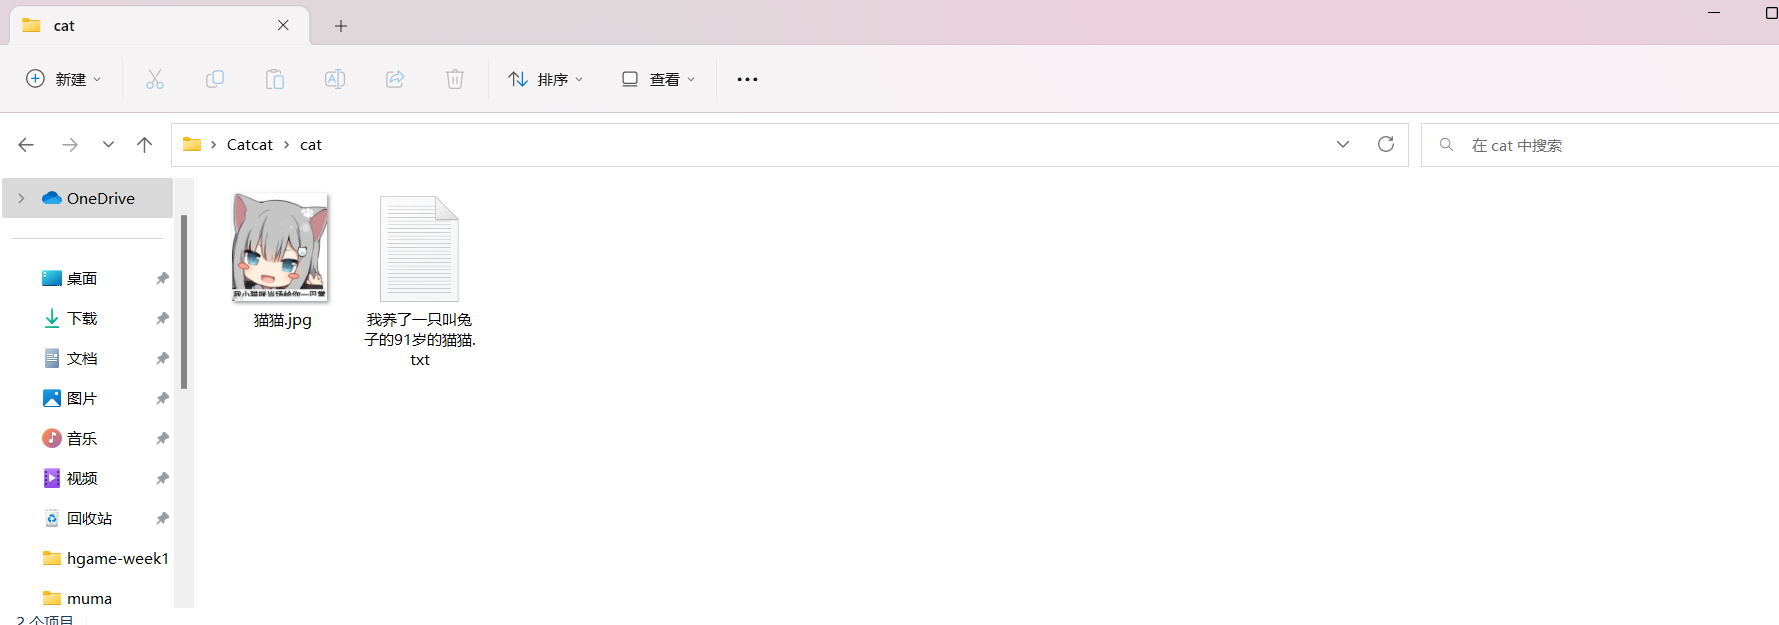 cat
新建
排序
查看
Catcat
cat
在 cat 中搜索
OneDrive
桌面
下载
文档
图片
音乐
视频
回收站
hgame-week1
muma
猫猫.jpg
我养了一只叫兔
子的91岁的猫猫.
txt
2 个项目